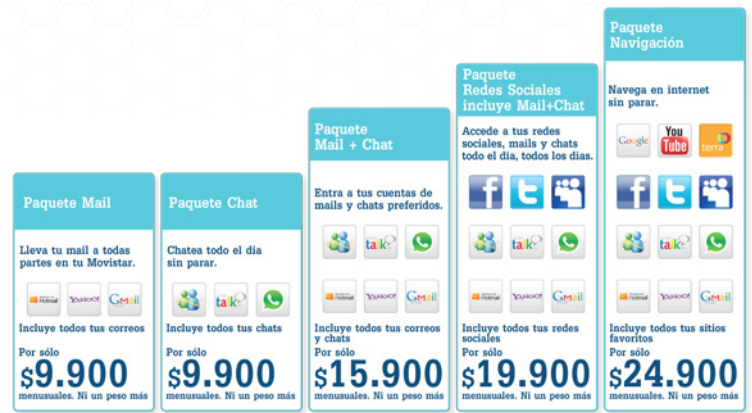 Paquete Mail
Lleva tu mail a todas
partes en tu Movistar.
Hotmail
YAHOO!
GMail
Incluye todos tus correos
Por sólo
$9.900
menusuales. Ni un peso más
Paquete Chat
Chatea todo el dia
sin parar.
talk
Incluye todos tus chats
Por sólo
$9.900
menusuales. Ni un peso más
Paquete
Mail + Chat
Entra a tus cuentas de
mails y chats preferidos.
talk
Hotmail
YAHOO!
GMail
Incluye todos tus correos
y chats
Por sólo
$15.900
menusuales. Ni un peso más
Paquete
Redes Sociales
incluye Mail+Chat
Accede a tus redes
sociales, mails y chats
todo el dia, todos los dias.
f
t
talk
Hotmail
YAHOO!
GMail
Incluye todos tus redes
sociales
Por sólo
$19.900
menusuales. Ni un peso más
Paquete
Navigación
Navega en internet
sin parar.
Google
You
Tube
terra
f
t
talk
Hotmail
YAHOO!
GMail
Incluye todos tus sitios
favoritos
Por sólo
$24.900
menusuales. Ni un peso más